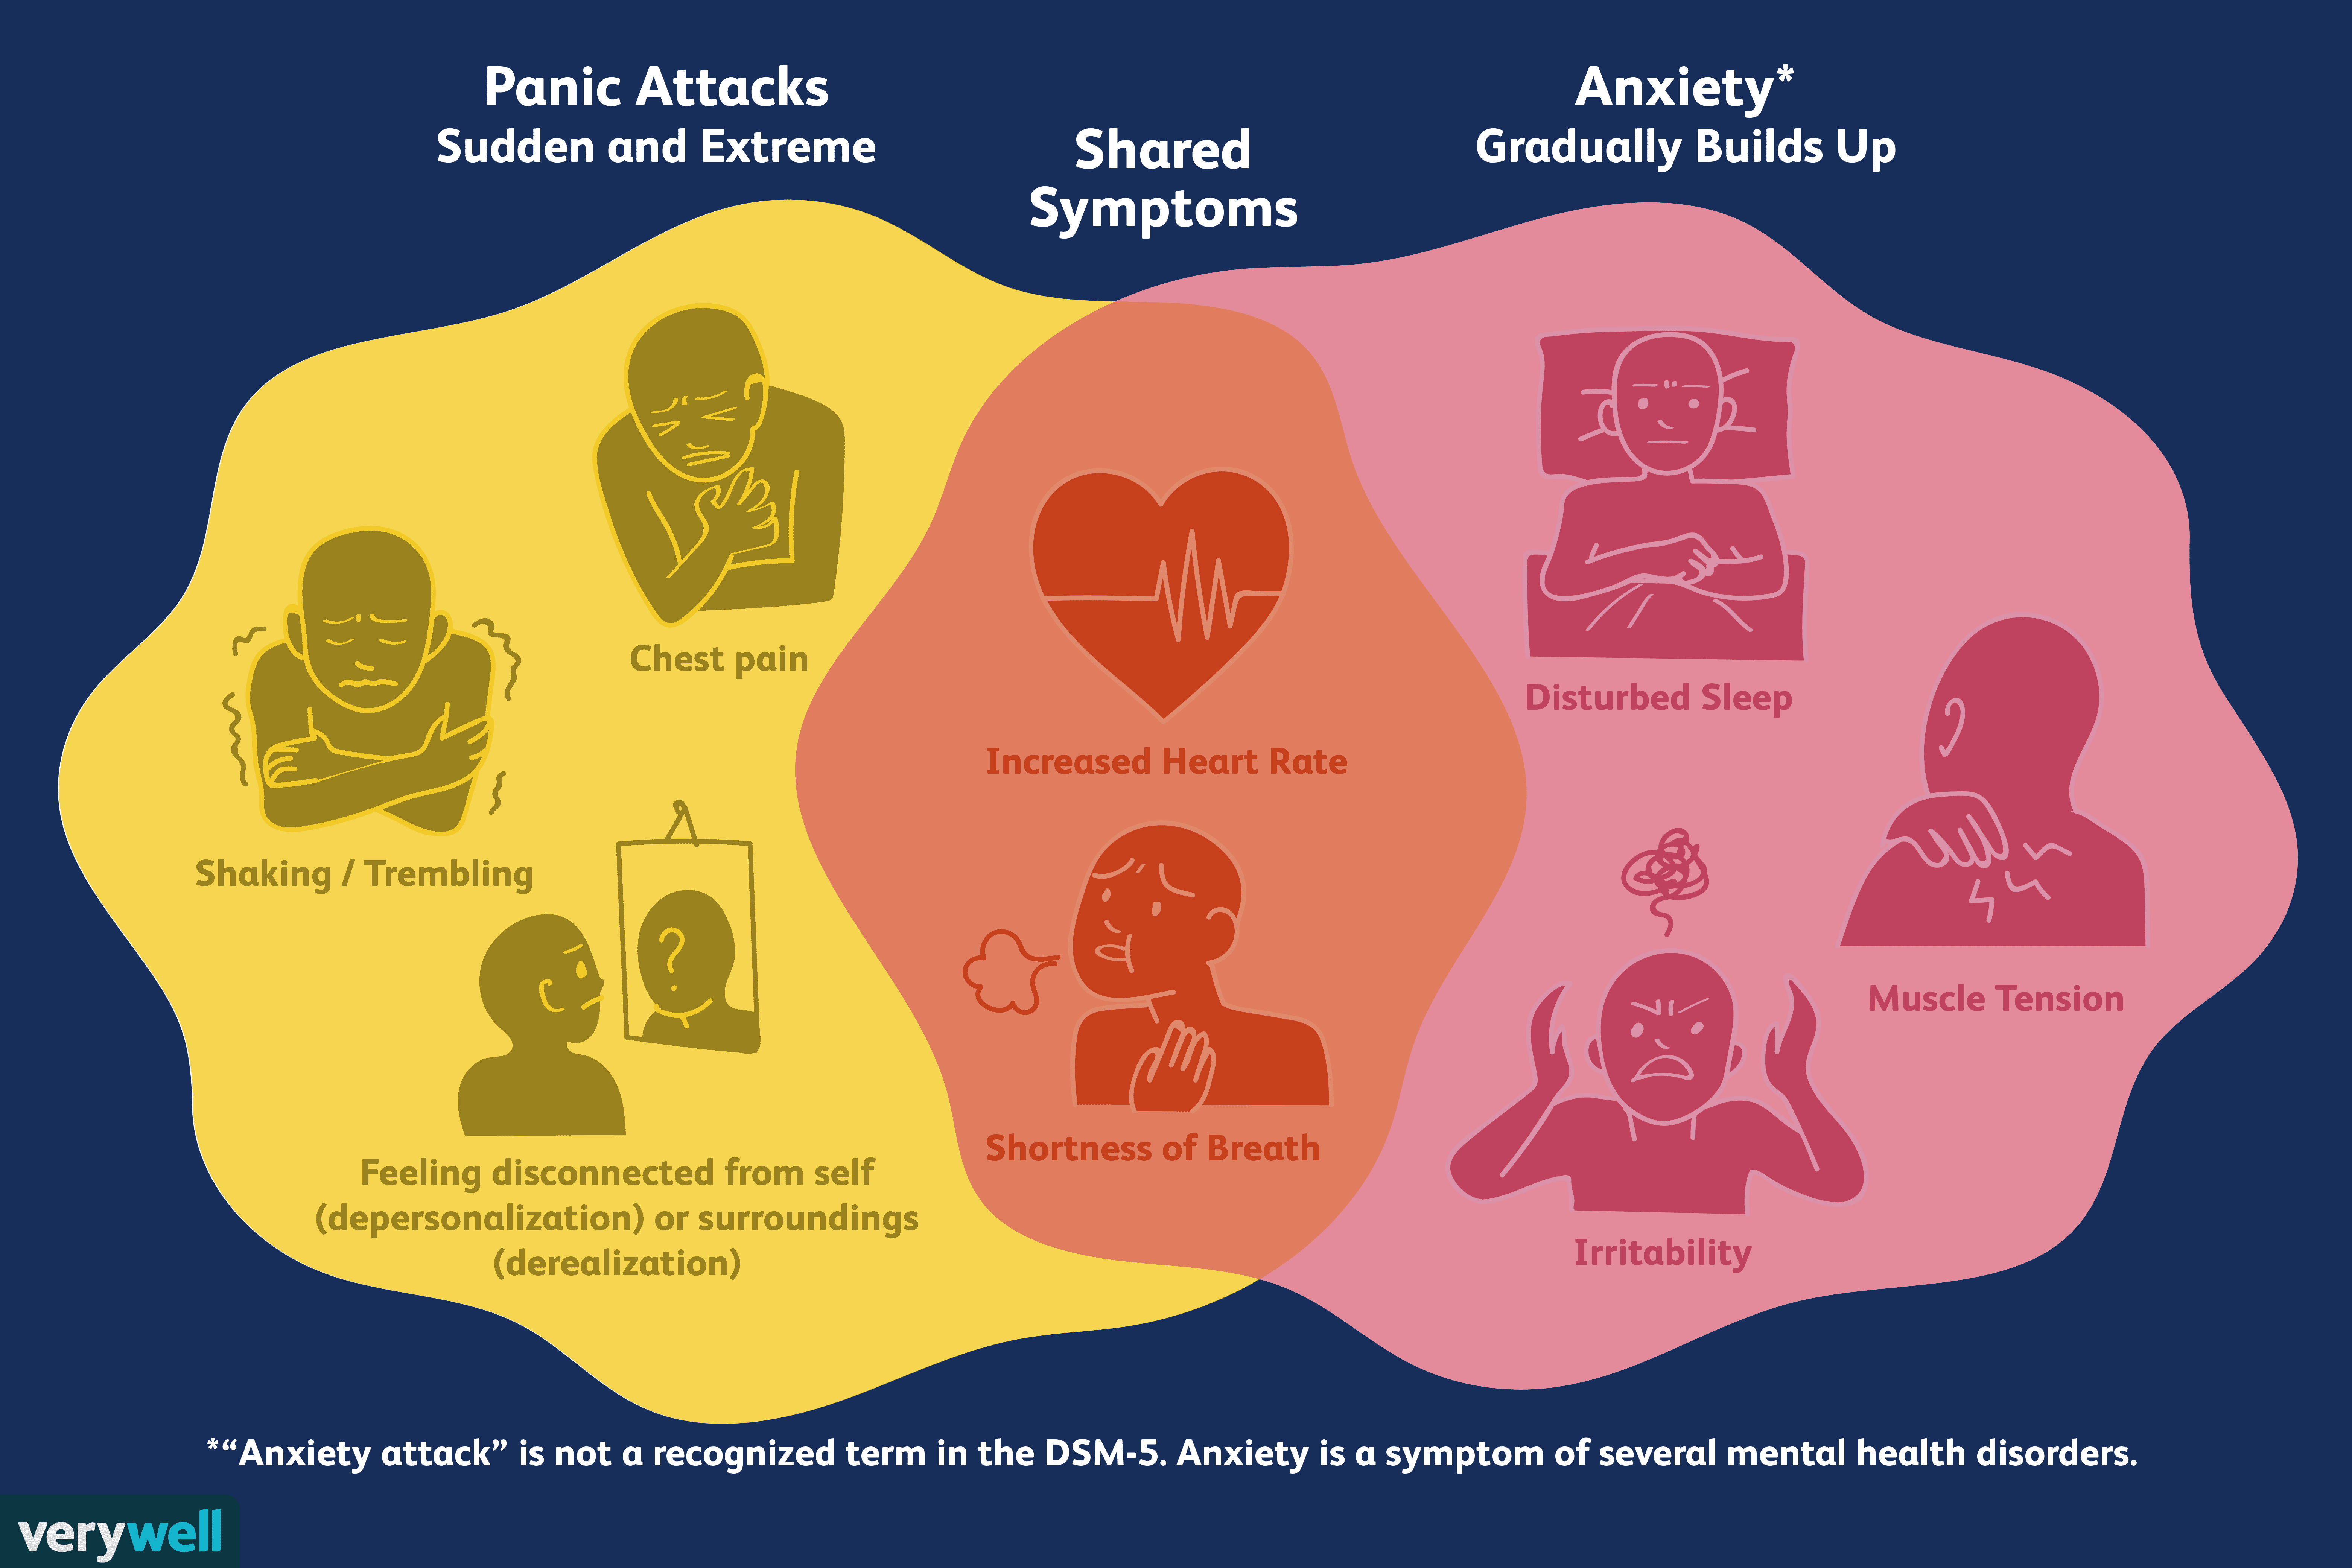 Panic Attacks
Sudden and Extreme
Shared
Symptoms
Anxiety*
Gradually Builds Up
Chest pain
Shaking / Trembling
?
Feeling disconnected from self
(depersonalization) or surroundings
(derealization)
Increased Heart Rate
Shortness of Breath
Disturbed Sleep
Muscle Tension
Irritability
*“Anxiety attack” is not a recognized term in the DSM-5. Anxiety is a symptom of several mental health disorders.
verywell